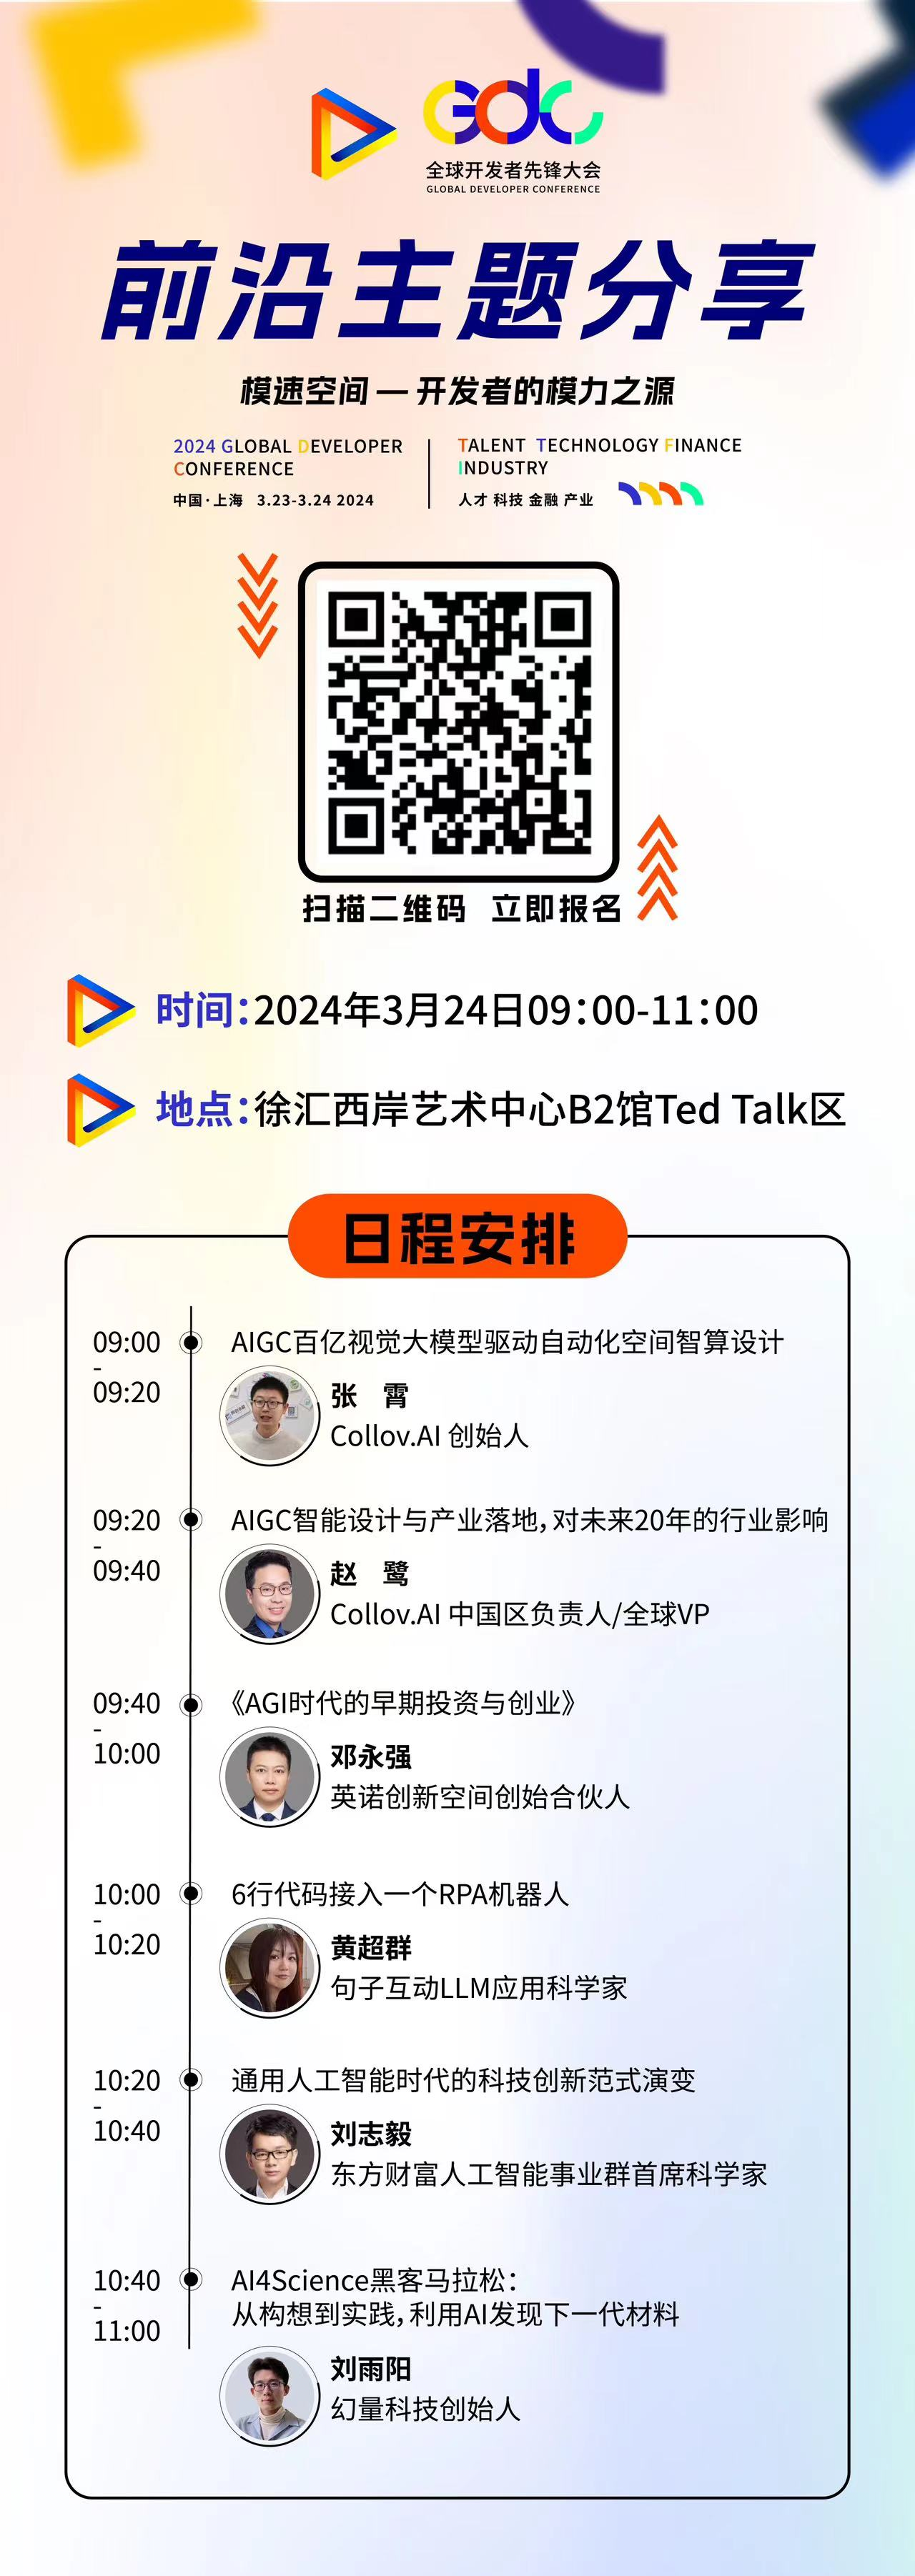 GDC
全球开发者先锋大会
GLOBAL DEVELOPER CONFERENCE
前沿主题分享
模速空间 — 开发者的模力之源
2024 GLOBAL DEVELOPER
CONFERENCE
中国·上海 3.23-3.24 2024
TALENT TECHNOLOGY FINANCE
INDUSTRY
人才 科技 金融 产业
扫描二维码 立即报名
时间：2024年3月24日09：00-11：00
地点：徐汇西岸艺术中心B2馆Ted Talk区
日程安排
09:00
-
09:20
AIGC百亿视觉大模型驱动自动化空间智算设计
张 霄
Collov.AI 创始人
09:20
-
09:40
AIGC智能设计与产业落地，对未来20年的行业影响
赵 鹭
Collov.AI 中国区负责人/全球VP
09:40
-
10:00
《AGI时代的早期投资与创业》
邓永强
英诺创新空间创始合伙人
10:00
-
10:20
6行代码接入一个RPA机器人
黄超群
句子互动LLM应用科学家
10:20
-
10:40
通用人工智能时代的科技创新范式演变
刘志毅
东方财富人工智能事业群首席科学家
10:40
-
11:00
AI4Science黑客马拉松：
从构想到实践，利用AI发现下一代材料
刘雨阳
幻量科技创始人